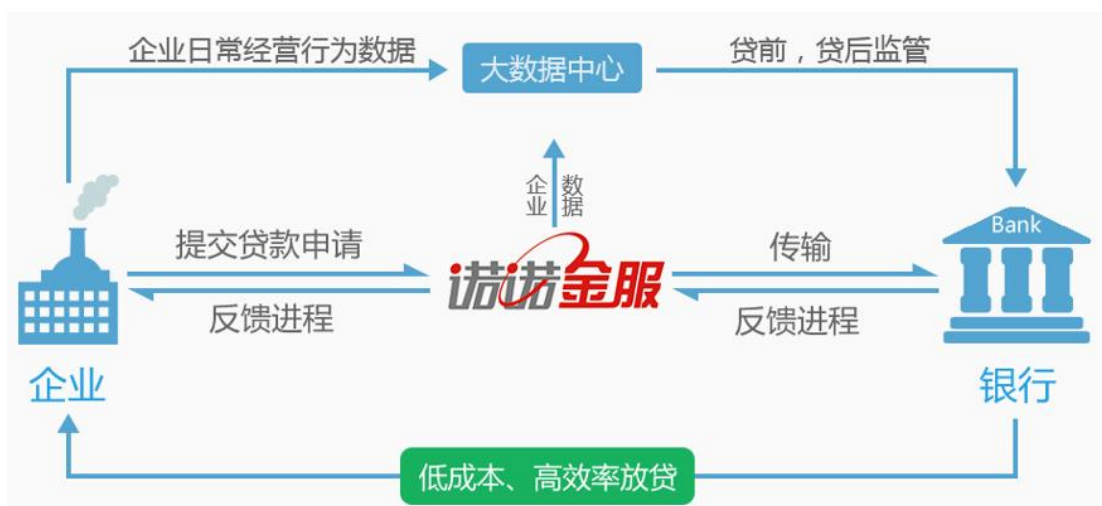 企业日常经营行为数据
大数据中心
贷前，贷后监管
企业
数据
Bank
提交贷款申请
诺诺金服
传输
反馈进程
反馈进程
企业
银行
低成本、高效率放贷